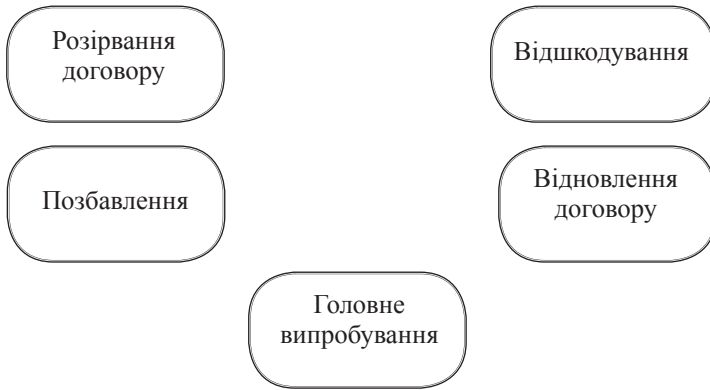 Розірвання
договору
Відшкодування
Позбавлення
Відновлення
договору
Головне
випробування